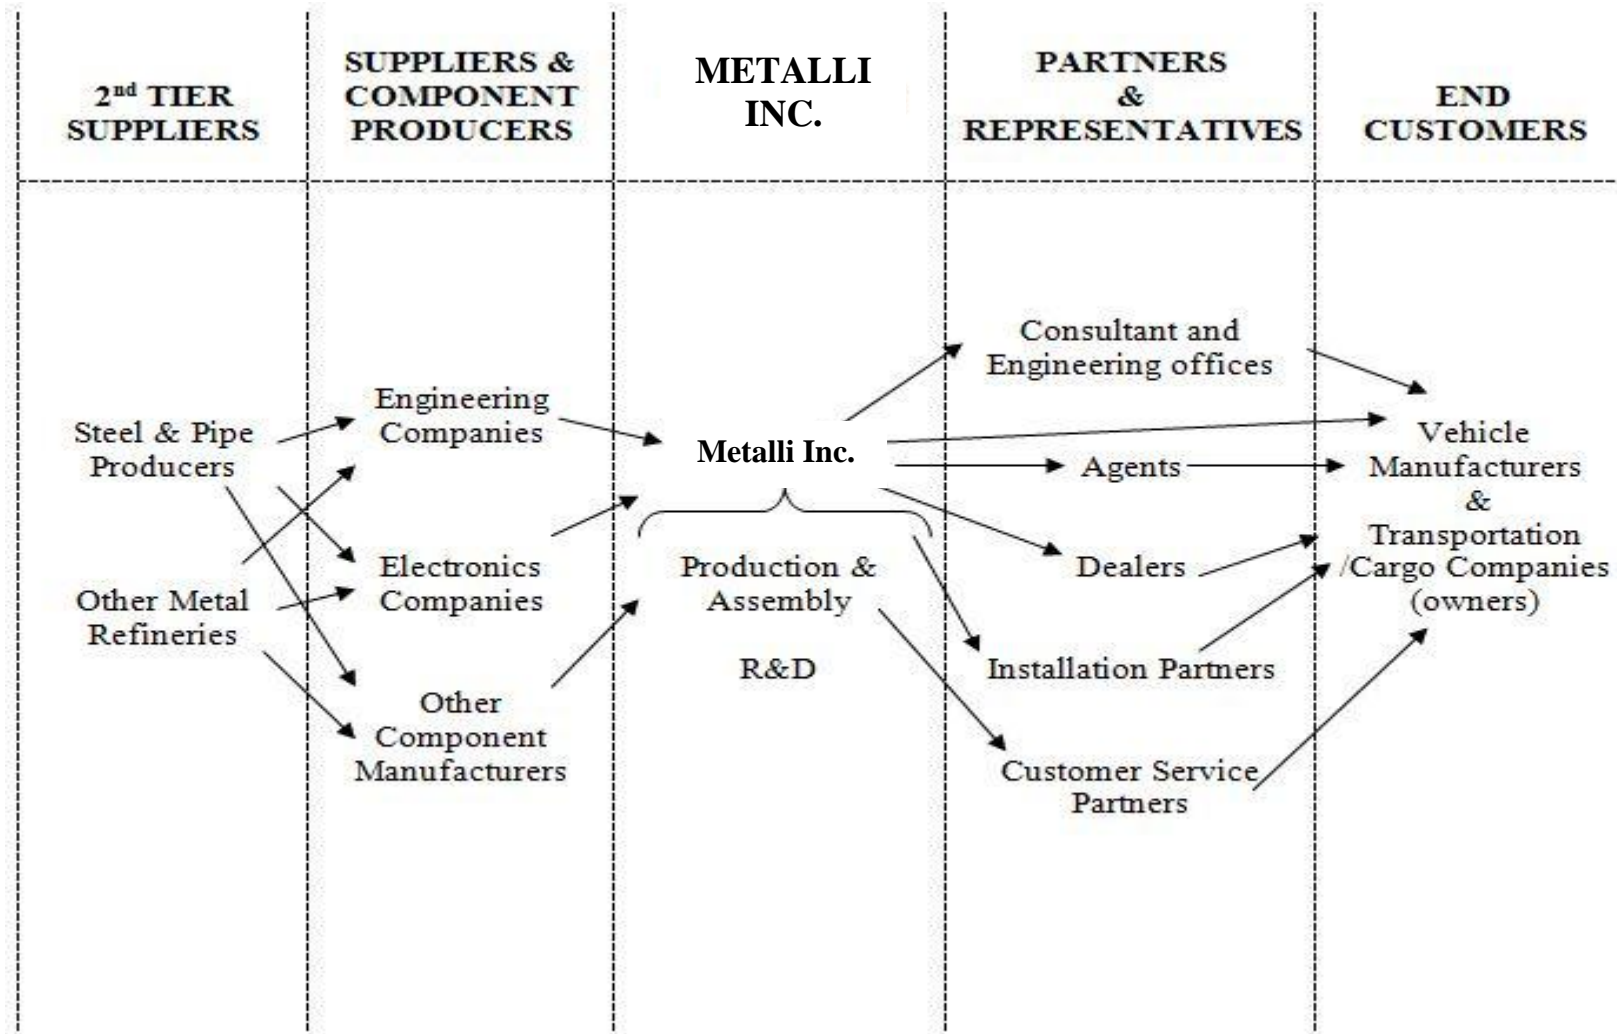 2nd TIER
SUPPLIERS
SUPPLIERS &
COMPONENT
PRODUCERS
METALLI
INC.
PARTNERS
&
REPRESENTATIVES
END
CUSTOMERS
Steel & Pipe
Producers
Other Metal
Refineries
Engineering
Companies
Electronics
Companies
Other
Component
Manufacturers
Metalli Inc.
Production &
Assembly
R&D
Consultant and
Engineering offices
Agents
Dealers
Installation Partners
Customer Service
Partners
Vehicle
Manufacturers
&
Transportation
/Cargo Companies
(owners)